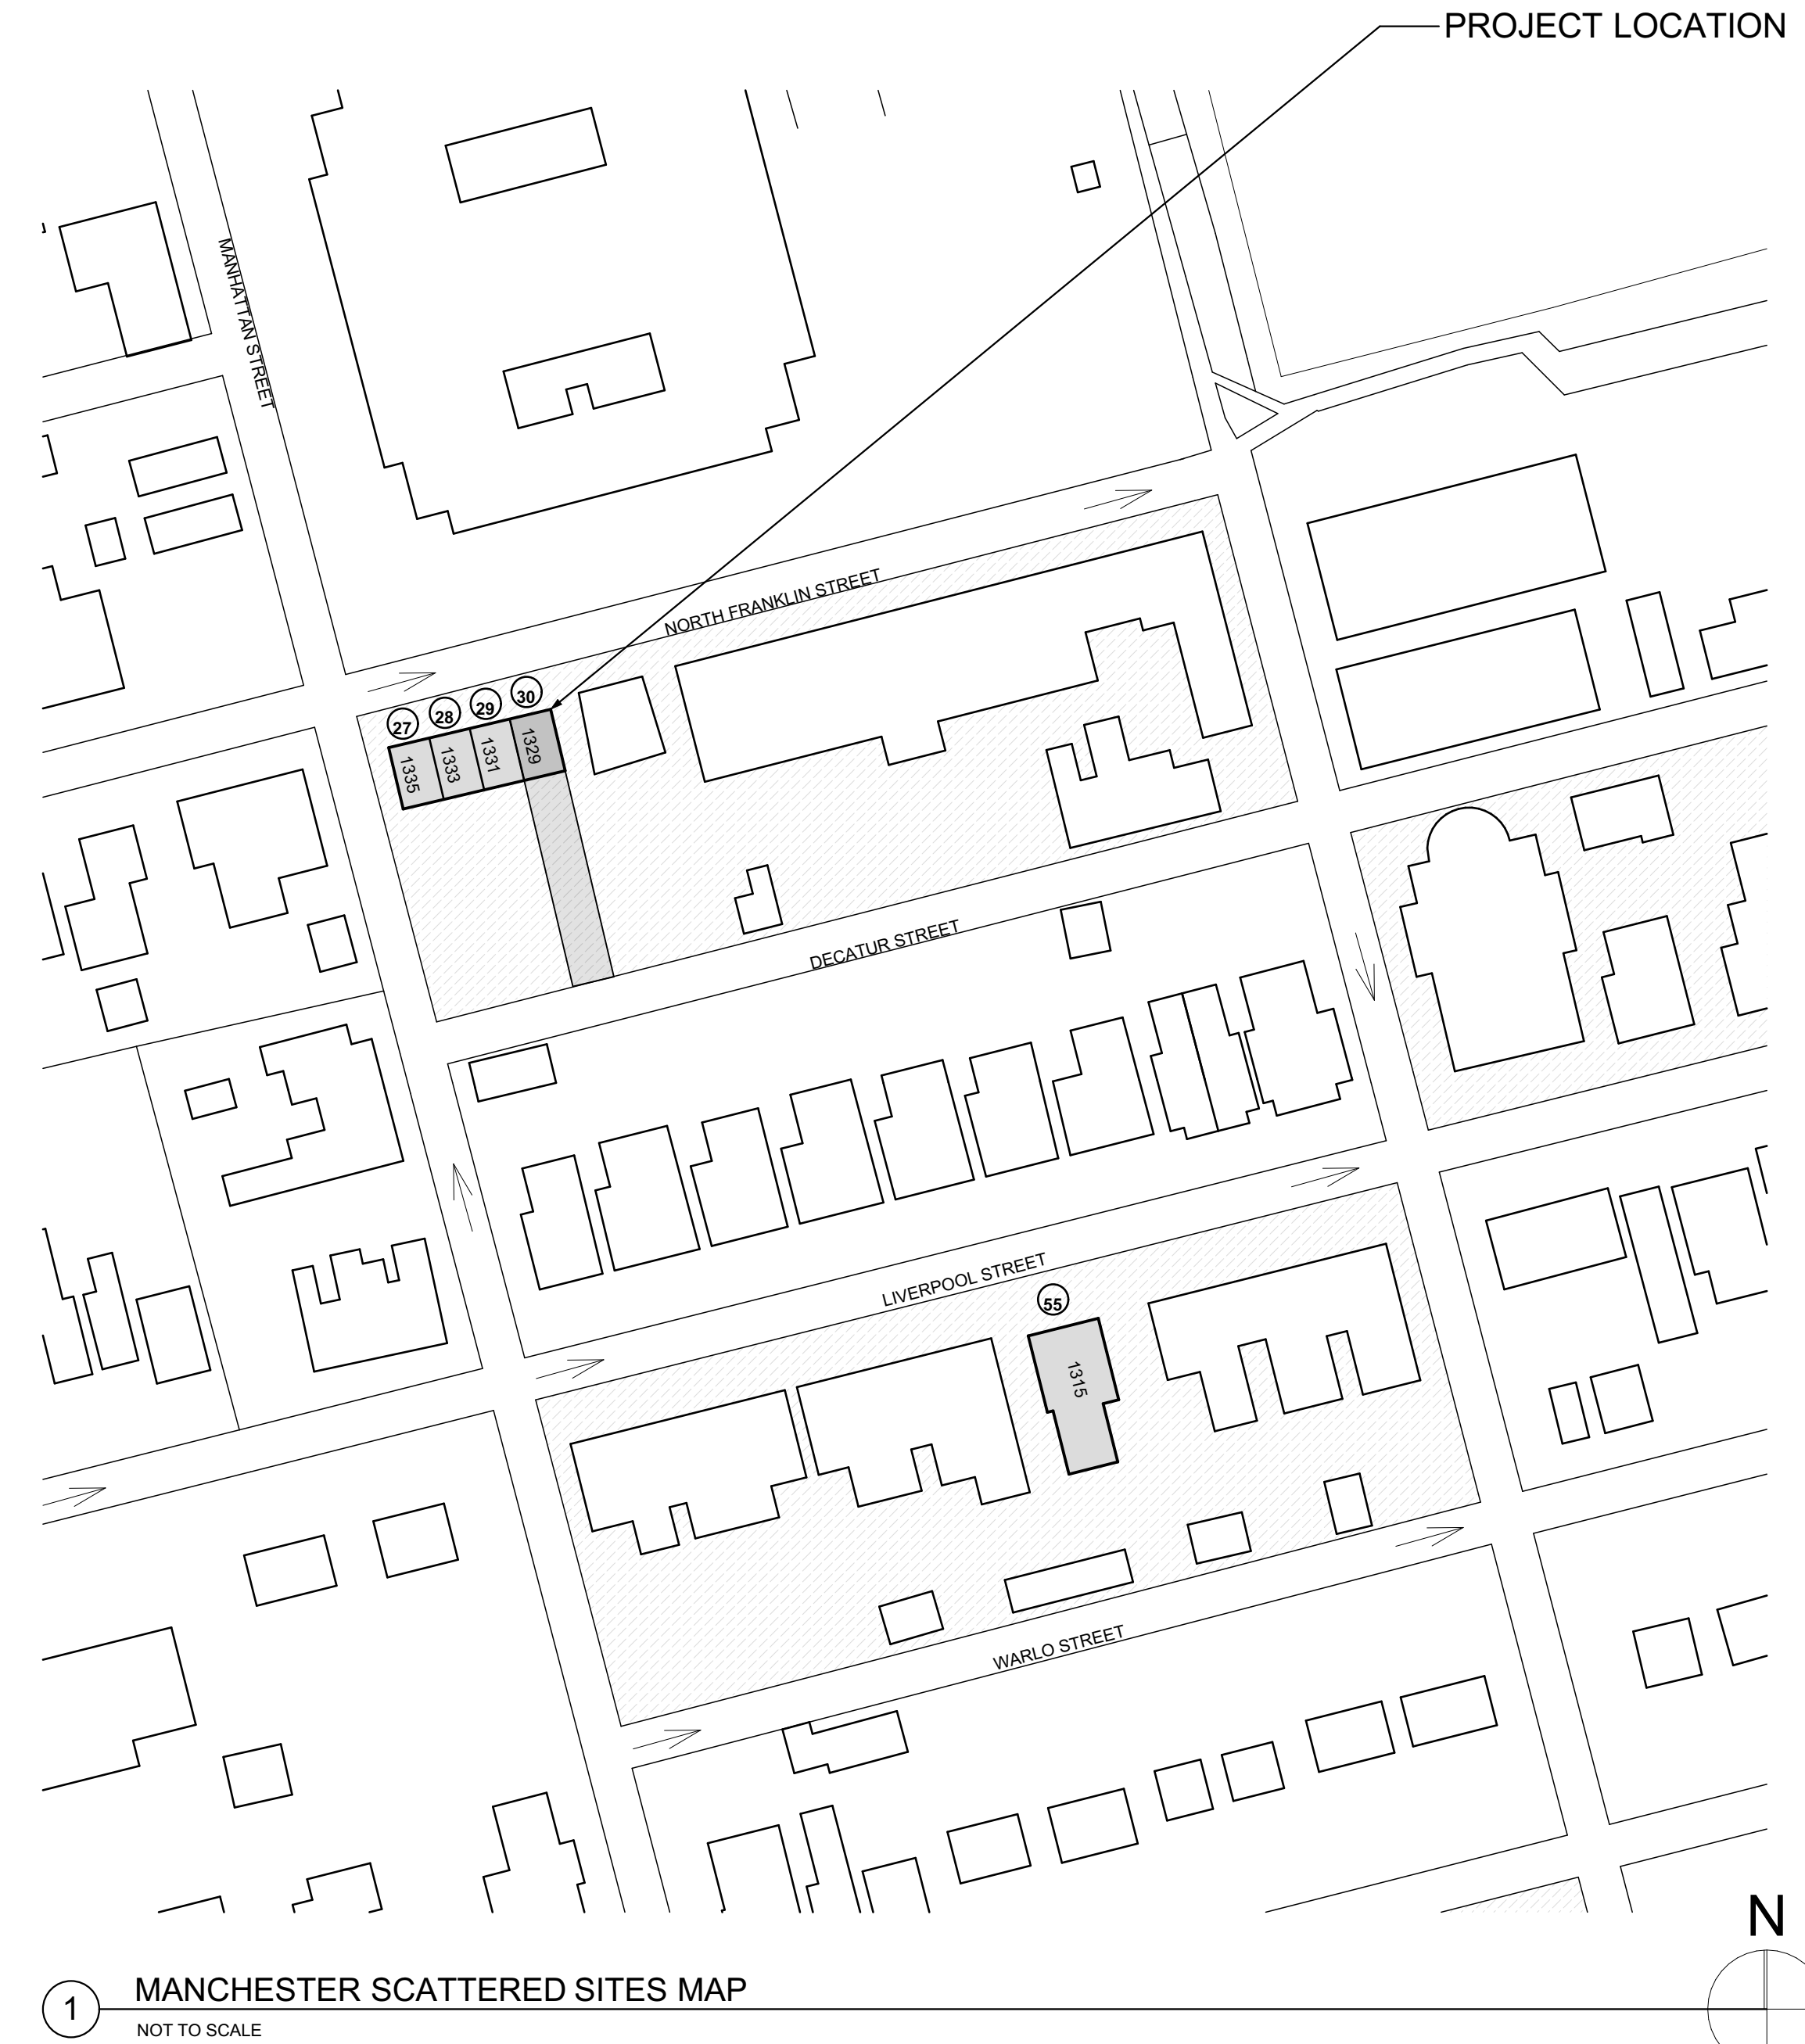 PROJECT LOCATION
MANHATTAN STREET
NORTH FRANKLIN STREET
27 28 29 30
1335 1333 1331 1329
DECATUR STREET
LIVERPOOL STREET
55
1315
WARLO STREET
N
1 MANCHESTER SCATTERED SITES MAP
NOT TO SCALE